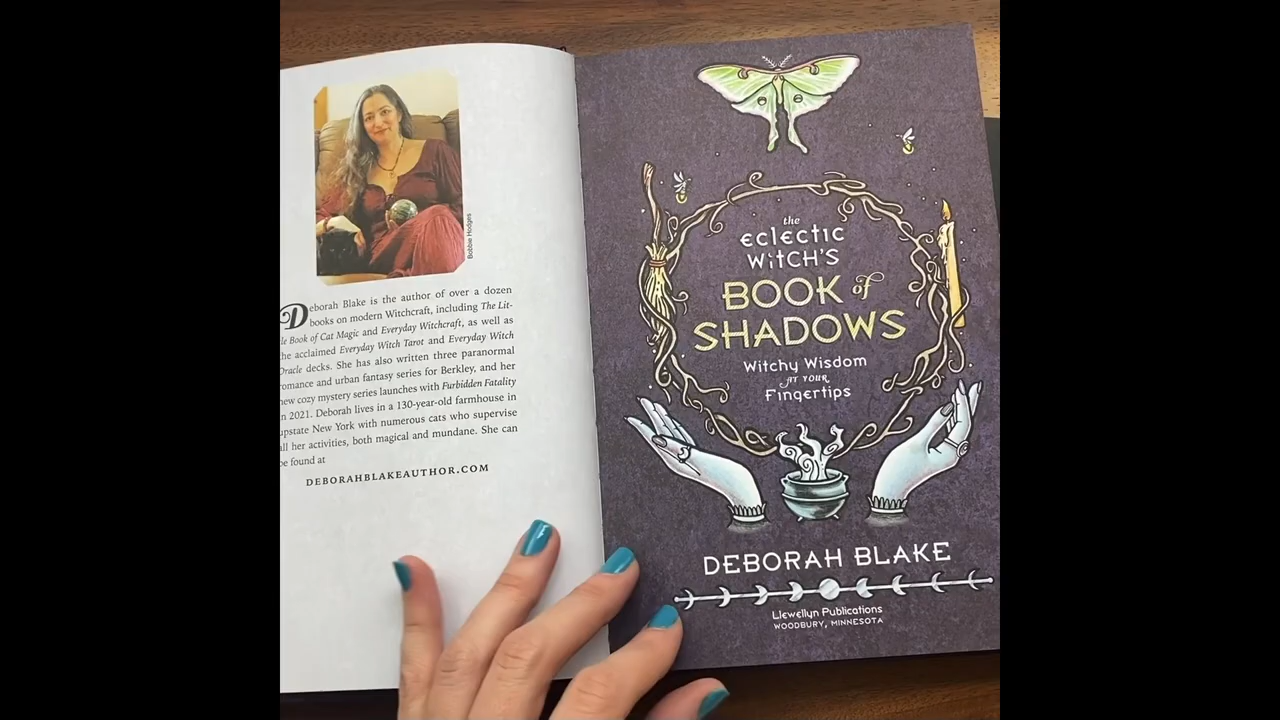 Bobbie Hodges
Deborah Blake is the author of over a dozen
books on modern Witchcraft, including The Lit-
tle Book of Cat Magic and Everyday Witchcraft, as well as
the acclaimed Everyday Witch Tarot and Everyday Witch
Oracle decks. She has also written three paranormal
romance and urban fantasy series for Berkley, and her
new cozy mystery series launches with Furbidden Fatality
in 2021. Deborah lives in a 130-year-old farmhouse in
upstate New York with numerous cats who supervise
all her activities, both magical and mundane. She can
be found at
DEBORAHBLAKEAUTHOR.COM
the
eclectic
Witch's
BOOK of
SHADOWS
Witchy Wisdom
AT YOUR
Fingertips
DEBORAH BLAKE
Llewellyn Publications
WOODBURY, MINNESOTA